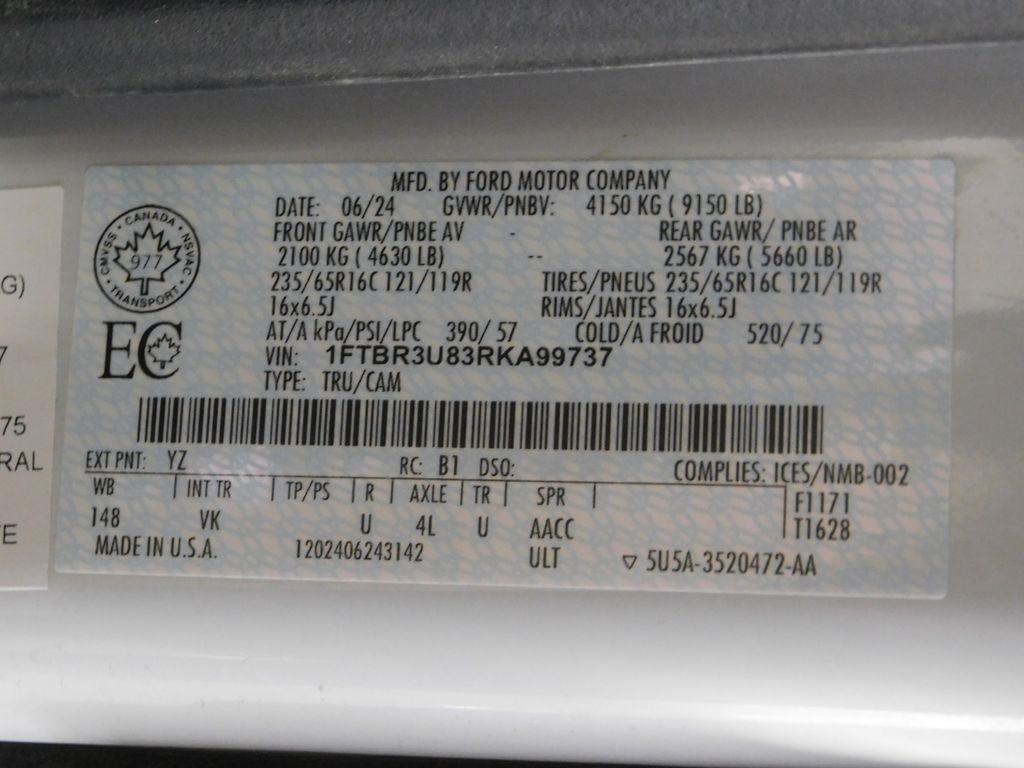 MFD. BY FORD MOTOR COMPANY
DATE: 06/24 GVWR/PNBV: 4150 KG ( 9150 LB)
FRONT GAWR/PNBE AV - REAR GAWR/ PNBE AR
2100 KG ( 4630 LB) -- 2567 KG ( 5660 LB)
235/65R16C 121/119R TIRES/PNEUS 235/65R16C 121/119R
16x6.5J RIMS/JANTES 16x6.5J
AT/A kPa/PSI/LPC 390/ 57 COLD/A FROID 520/ 75
VIN: 1FTBR3U83RKA99737
TYPE: TRU/CAM
CANADA
CMVSS · NSVAC
977
TRANSPORT
EC
EXT PNT: YZ RC: B1 DSO: COMPLIES: ICES/NMB-002
WB | INT TR | TP/PS | R | AXLE | TR | SPR | F1171
148 VK U 4L U AACC T1628
MADE IN U.S.A. 1202406243142 ULT ▽ 5U5A-3520472-AA
G)
7
75
RAL
E